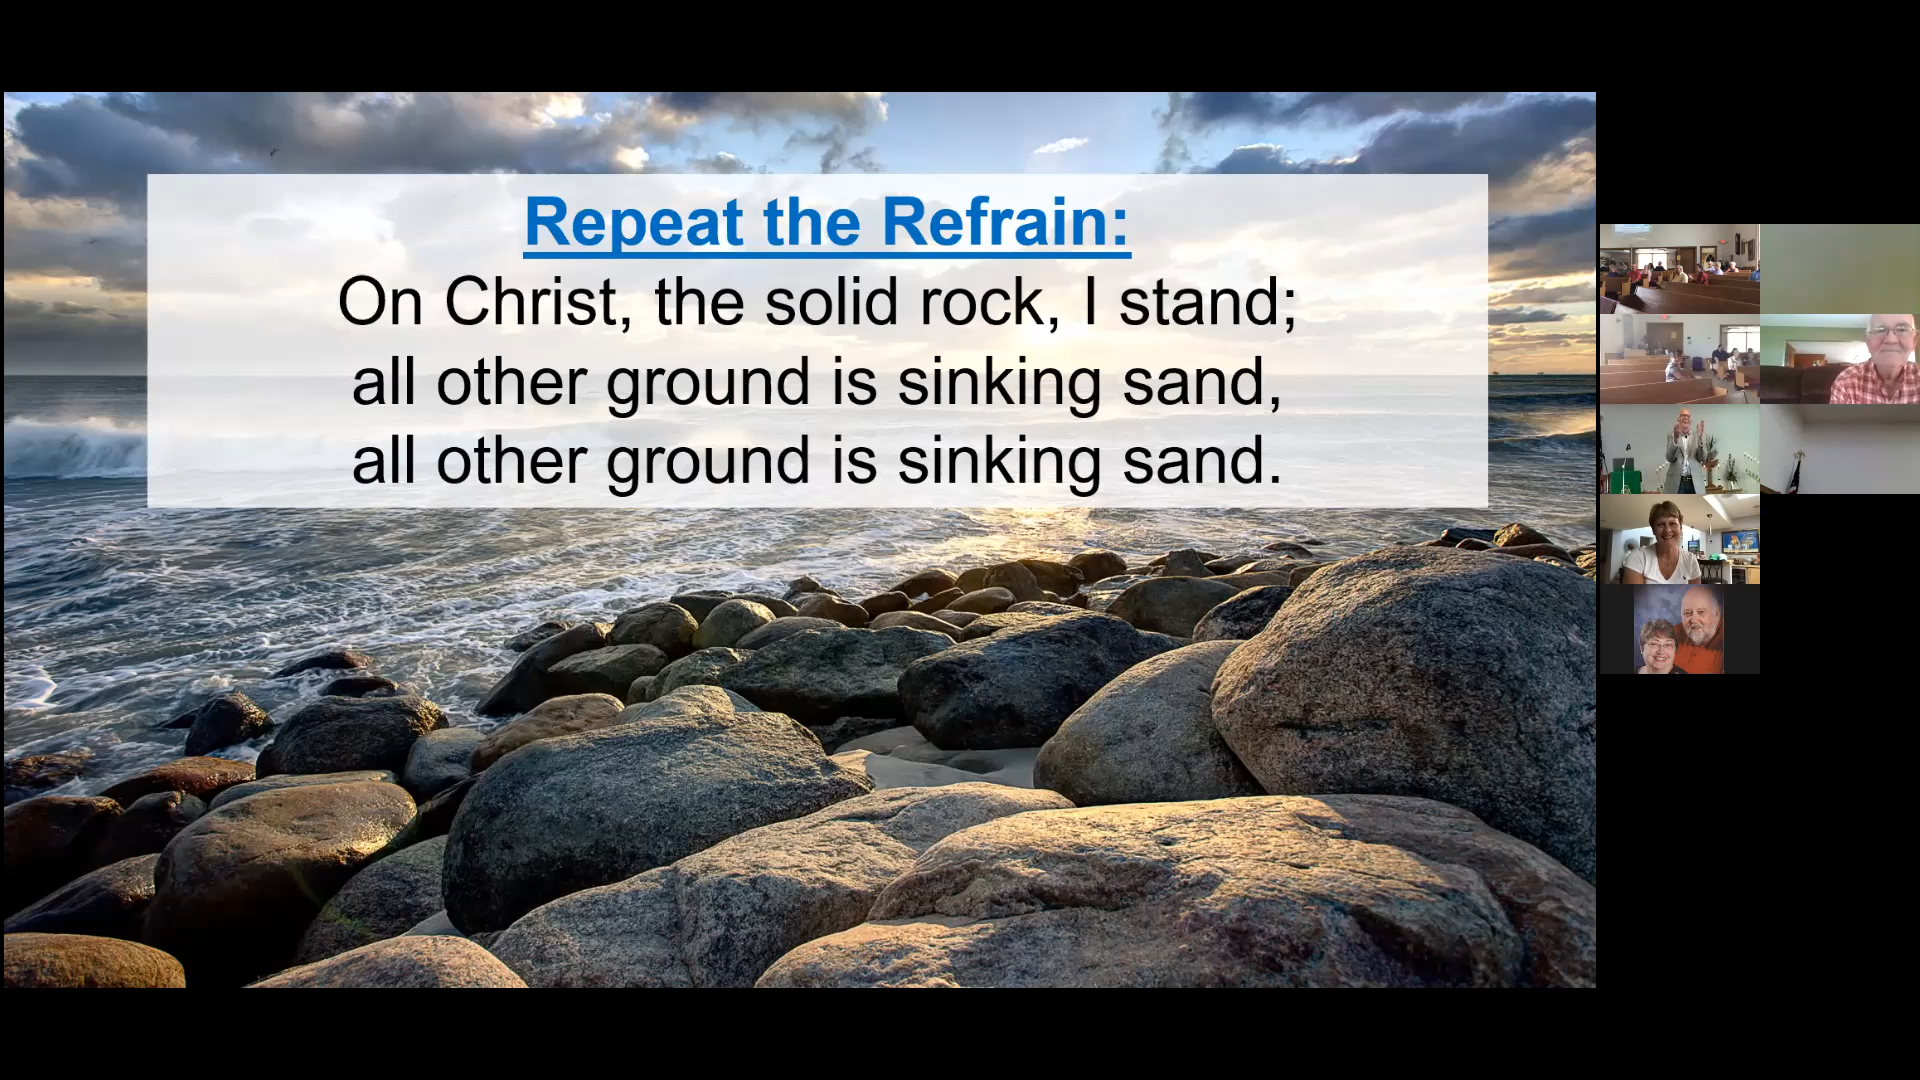 Repeat the Refrain:
On Christ, the solid rock, I stand;
all other ground is sinking sand,
all other ground is sinking sand.